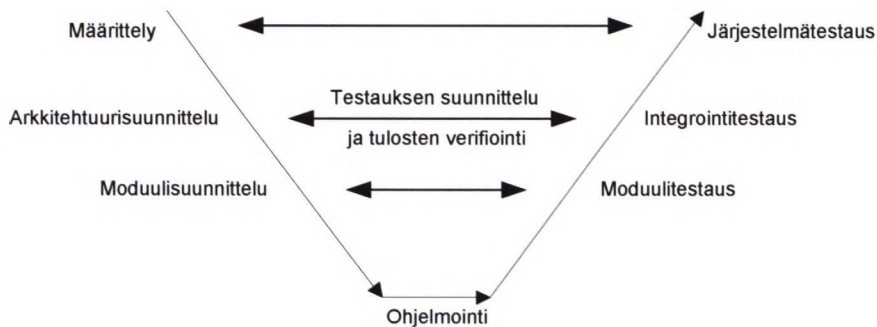 Määrittely
Järjestelmätestaus
Testauksen suunnittelu
Arkkitehtuurisuunnittelu
Integrointitestaus
ja tulosten verifiointi
Moduulisuunnittelu
Moduulitestaus
Ohjelmointi